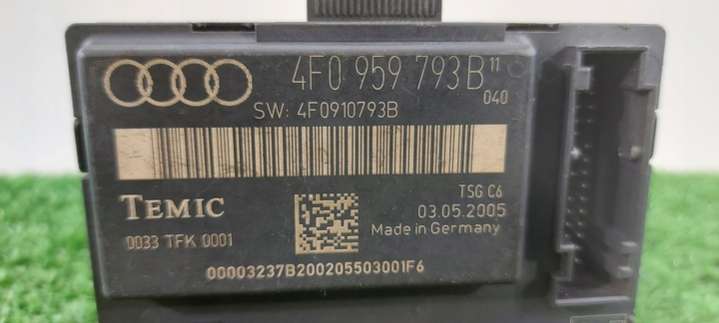 4F0 959 793B 11
040
SW: 4F0910793B
TEMIC
TSG C6
03.05.2005
0033 TFK 0001
Made in Germany
00003237B200205503001F6